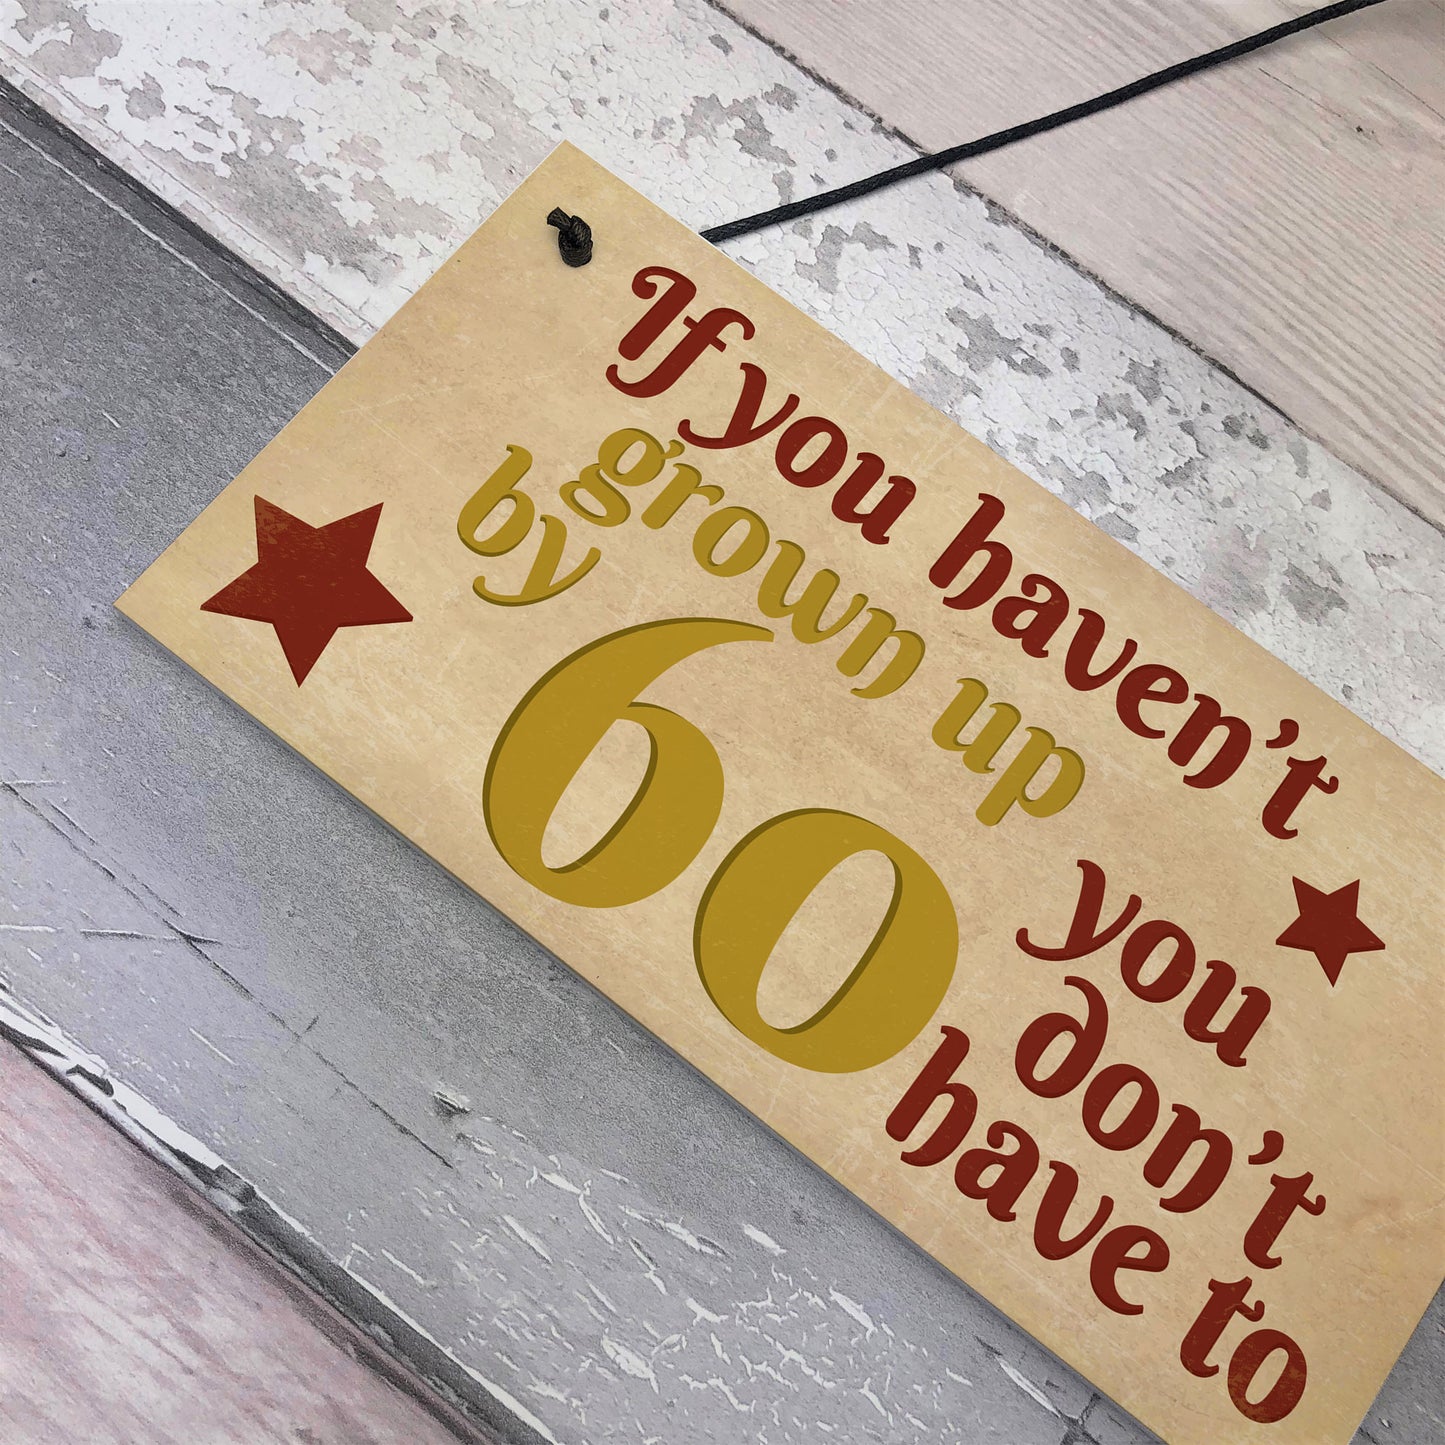 If you haven't
grown up
by
60
you
don't
have to